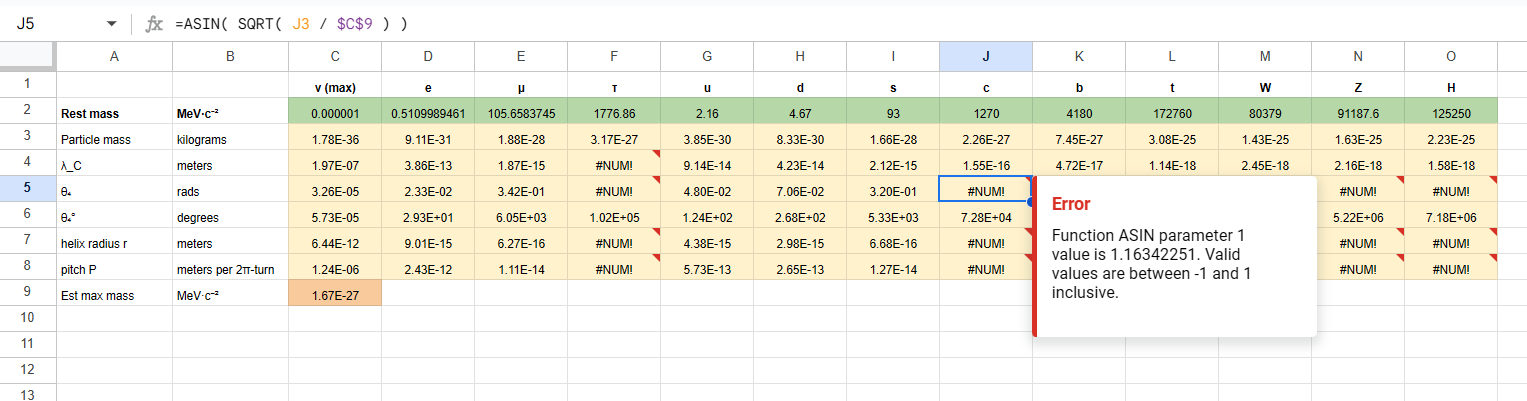 J5 fx =ASIN( SQRT( J3 / $C$9 ) )
A B C D E F G H I J K L M N O
1 ν (max) e μ τ u d s c b t W Z H
2 Rest mass MeV·c⁻² 0.000001 0.5109989461 105.6583745 1776.86 2.16 4.67 93 1270 4180 172760 80379 91187.6 125250
3 Particle mass kilograms 1.78E-36 9.11E-31 1.88E-28 3.17E-27 3.85E-30 8.33E-30 1.66E-28 2.26E-27 7.45E-27 3.08E-25 1.43E-25 1.63E-25 2.23E-25
4 λ_C meters 1.97E-07 3.86E-13 1.87E-15 #NUM! 9.14E-14 4.23E-14 2.12E-15 1.55E-16 4.72E-17 1.14E-18 2.45E-18 2.16E-18 1.58E-18
5 rads 3.26E-05 2.33E-02 3.42E-01 #NUM! 4.80E-02 7.06E-02 3.20E-01 #NUM! #NUM! #NUM!
6 degrees 5.73E-05 2.93E+01 6.05E+03 1.02E+05 1.24E+02 2.68E+02 5.33E+03 7.28E+04 5.22E+06 7.18E+06
7 helix radius r meters 6.44E-12 9.01E-15 6.27E-16 #NUM! 4.38E-15 2.98E-15 6.68E-16 #NUM! #NUM! #NUM!
8 pitch P meters per 2π-turn 1.24E-06 2.43E-12 1.11E-14 #NUM! 5.73E-13 2.65E-13 1.27E-14 #NUM! #NUM! #NUM!
9 Est max mass MeV·c⁻² 1.67E-27
10
11
12
13
Error
Function ASIN parameter 1
value is 1.16342251. Valid
values are between -1 and 1
inclusive.